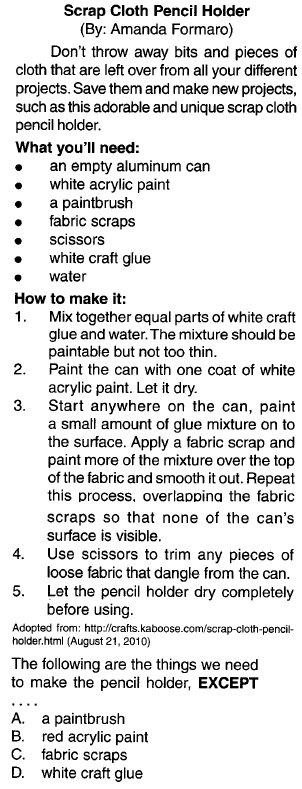 Scrap Cloth Pencil Holder
(By: Amanda Formaro)
Don't throw away bits and pieces of
cloth that are left over from all your different
projects. Save them and make new projects,
such as this adorable and unique scrap cloth
pencil holder.
What you'll need:
• an empty aluminum can
• white acrylic paint
• a paintbrush
• fabric scraps
• scissors
• white craft glue
• water
How to make it:
1. Mix together equal parts of white craft
glue and water. The mixture should be
paintable but not too thin.
2. Paint the can with one coat of white
acrylic paint. Let it dry.
3. Start anywhere on the can, paint
a small amount of glue mixture on to
the surface. Apply a fabric scrap and
paint more of the mixture over the top
of the fabric and smooth it out. Repeat
this process, overlapping the fabric
scraps so that none of the can's
surface is visible.
4. Use scissors to trim any pieces of
loose fabric that dangle from the can.
5. Let the pencil holder dry completely
before using.
Adopted from: http://crafts.kaboose.com/scrap-cloth-pencil-
holder.html (August 21, 2010)
The following are the things we need
to make the pencil holder, EXCEPT
....
A. a paintbrush
B. red acrylic paint
C. fabric scraps
D. white craft glue